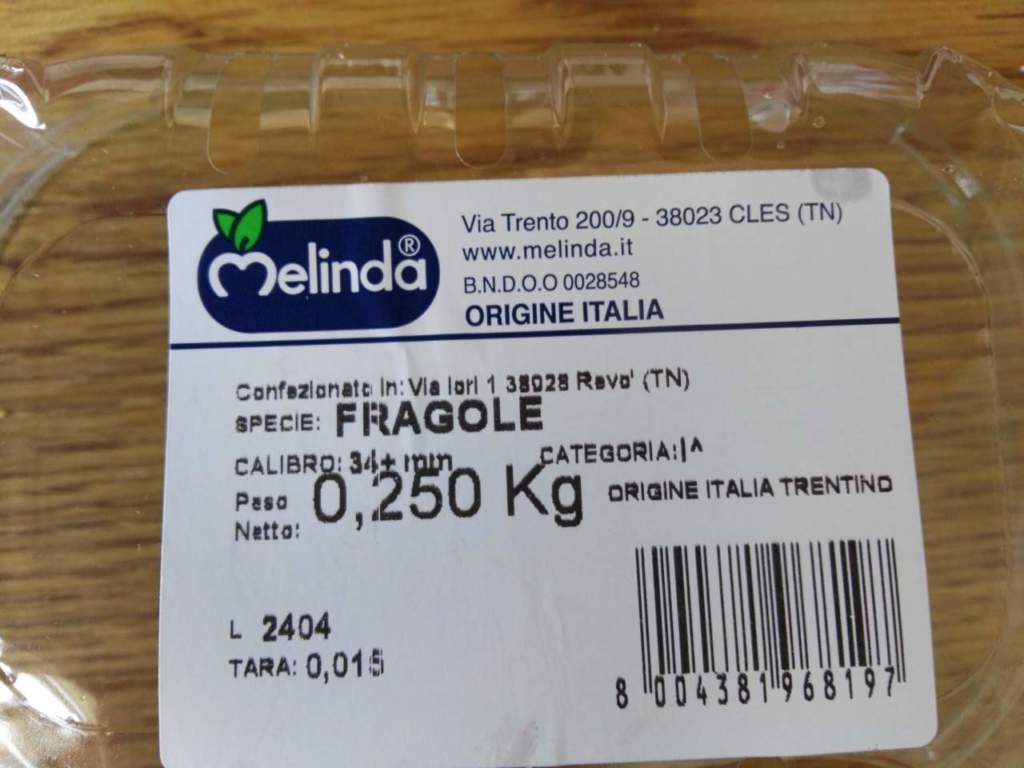 Melinda®
Via Trento 200/9 - 38023 CLES (TN)
www.melinda.it
B.N.D.O.O 0028548
ORIGINE ITALIA
Confezionato in: Via Iori 1 38028 Revo' (TN)
SPECIE: FRAGOLE
CALIBRO: 34+ mm CATEGORIA: I^
Peso
Netto: 0,250 Kg ORIGINE ITALIA TRENTINO
L 2404
TARA: 0,015
8 004381 968197